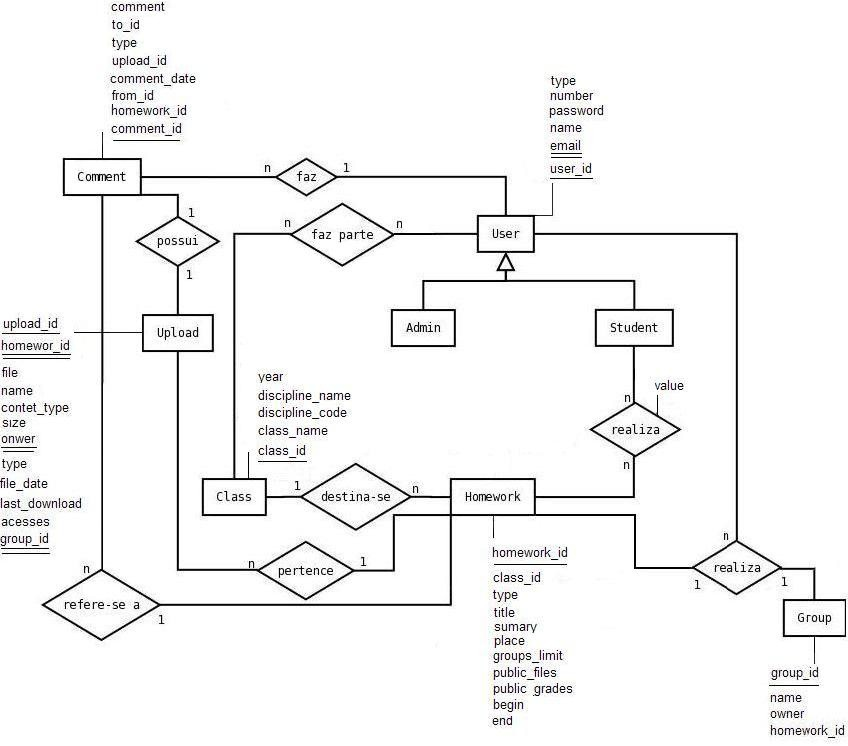 comment
to_id
type
upload_id
comment_date
from_id
homework_id
comment_id
type
number
password
name
email
user_id
Comment
n
faz
1
1
possui
1
n
faz parte
n
User
Admin
Student
upload_id
homewor_id
file
name
contet_type
size
onwer
type
file_date
last_download
acesses
group_id
Upload
year
discipline_name
discipline_code
class_name
class_id
value
n
realiza
n
Class
1
destina-se
n
Homework
n
pertence
1
homework_id
class_id
type
title
sumary
place
groups_limit
public_files
public_grades
begin
end
n
refere-se a
1
n
realiza
1
1
Group
group_id
name
owner
homework_id